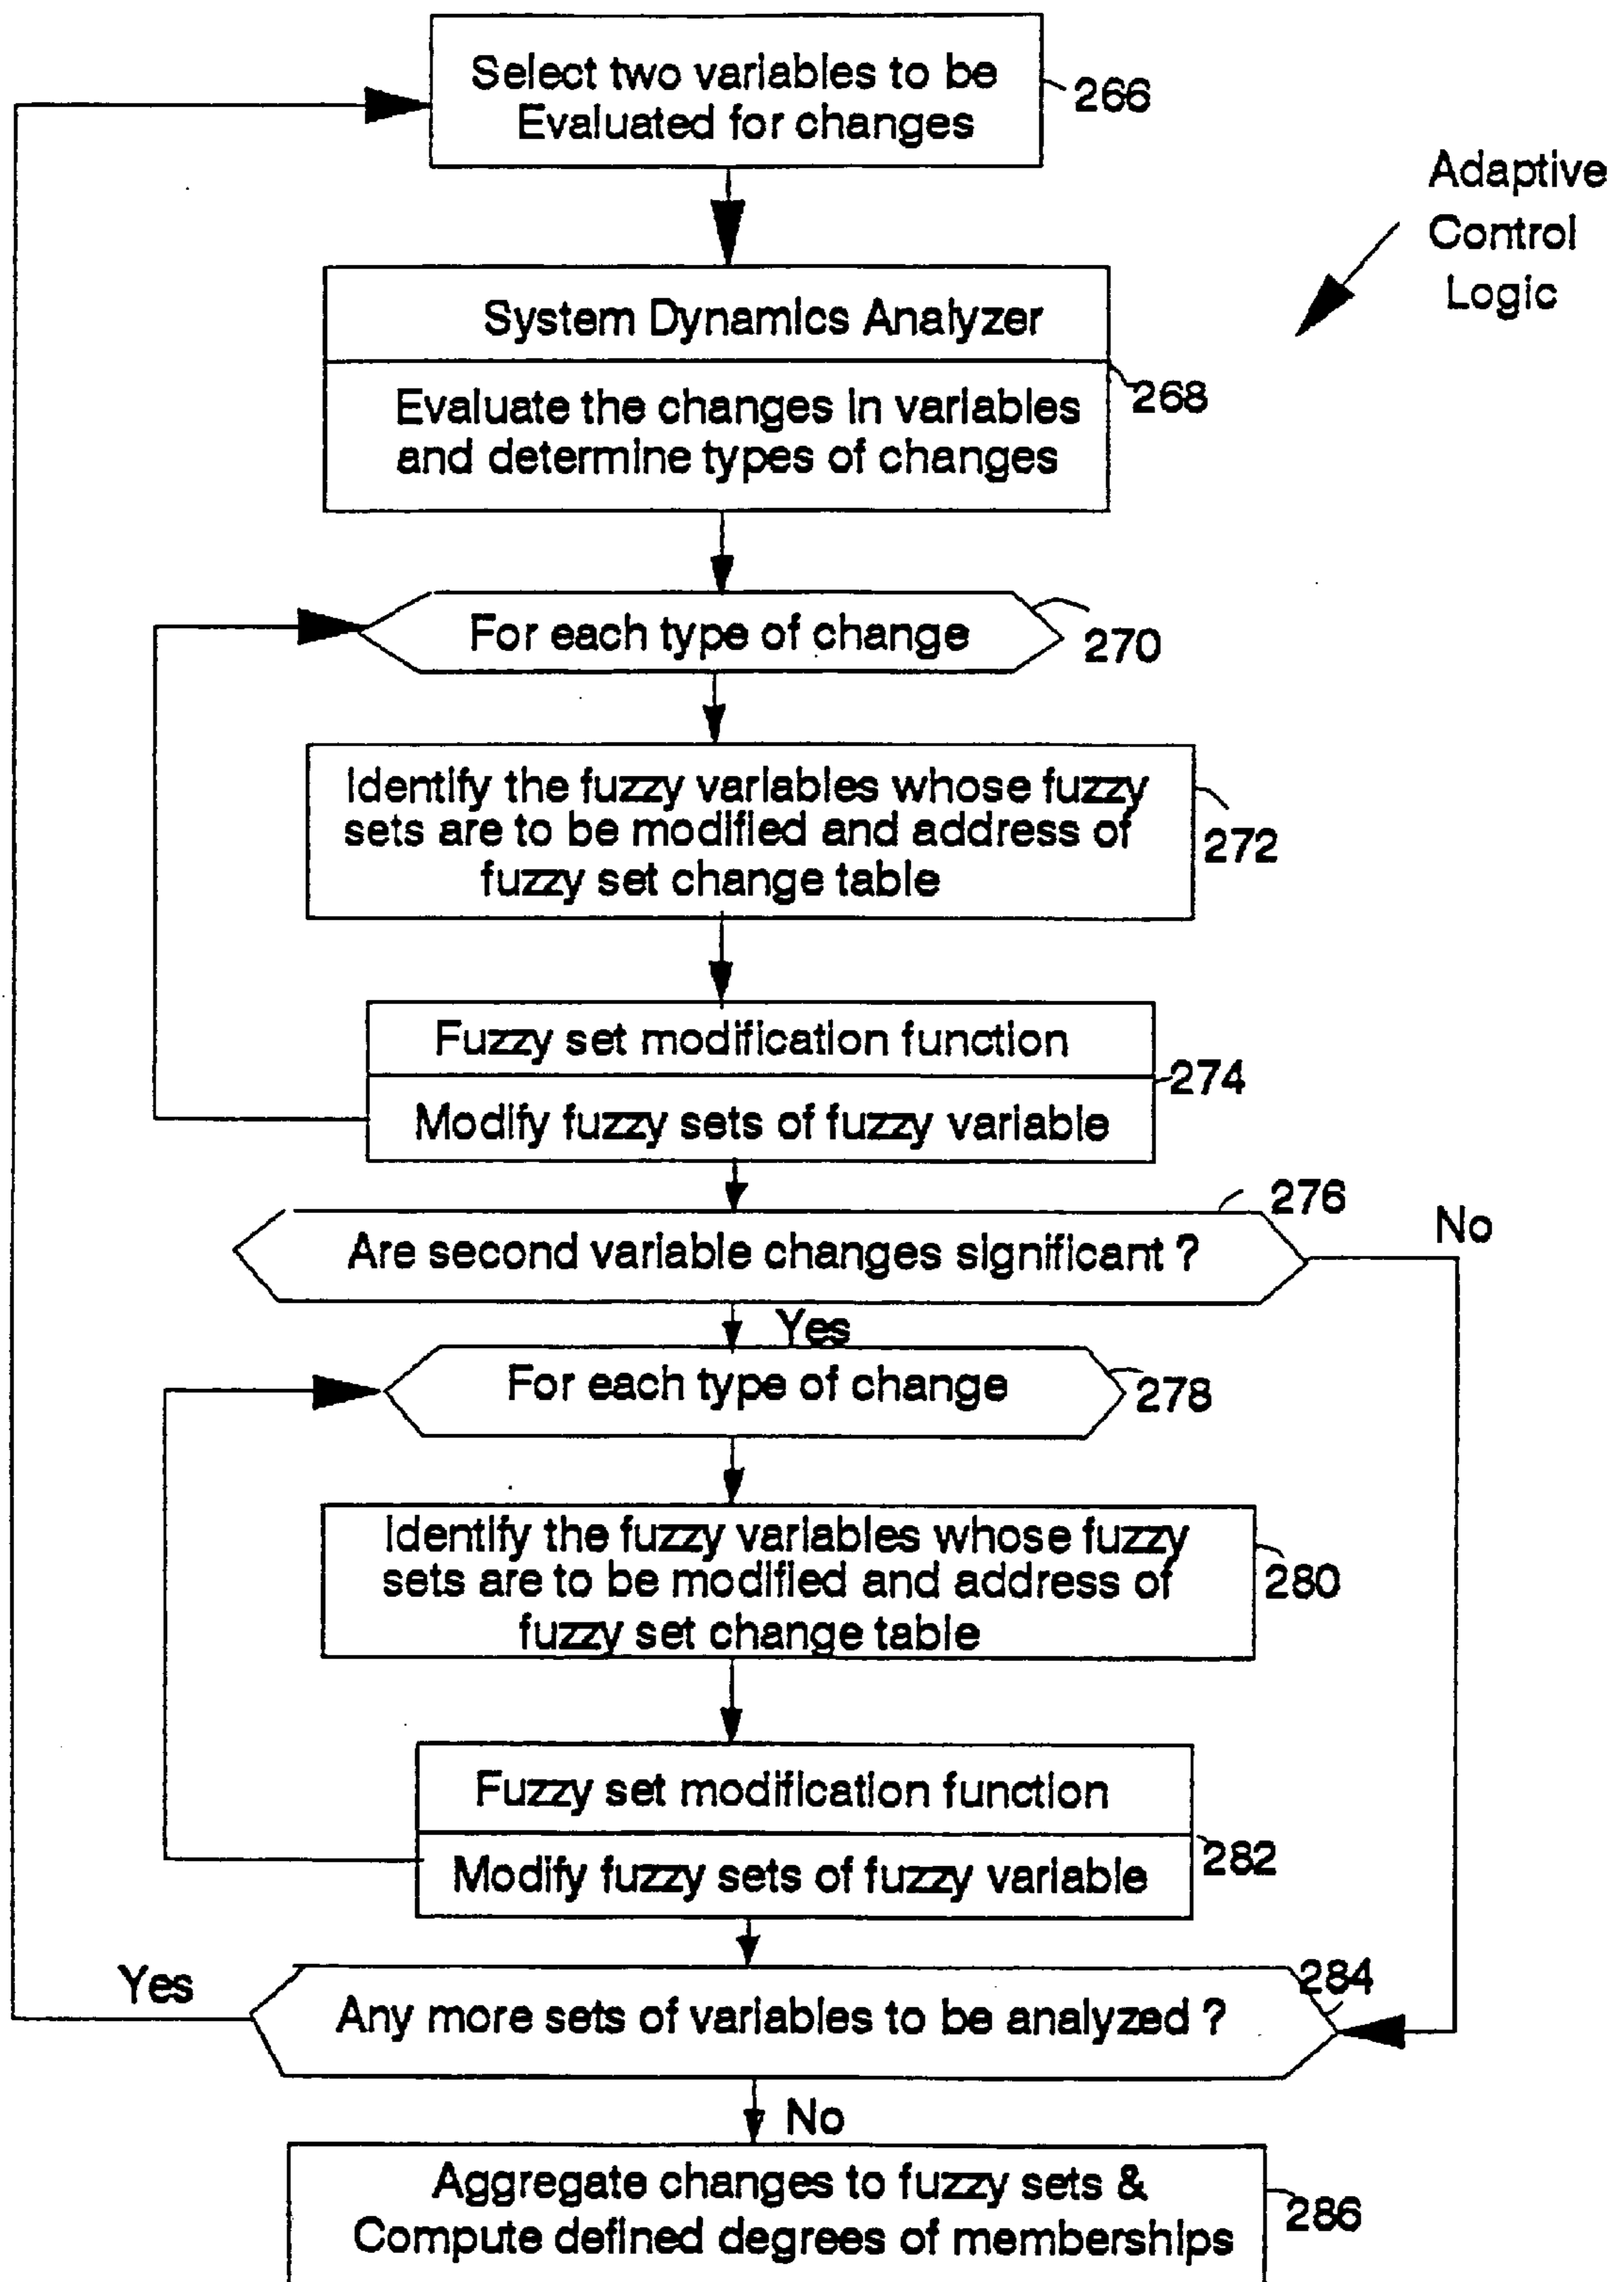 Select two variables to be
Evaluated for changes
266
Adaptive
Control
Logic
System Dynamics Analyzer
268
Evaluate the changes in variables
and determine types of changes
For each type of change
270
Identify the fuzzy variables whose fuzzy
sets are to be modified and address of
fuzzy set change table
272
Fuzzy set modification function
274
Modify fuzzy sets of fuzzy variable
276
No
Are second variable changes significant ?
Yes
For each type of change
278
Identify the fuzzy variables whose fuzzy
sets are to be modified and address of
fuzzy set change table
280
Fuzzy set modification function
282
Modify fuzzy sets of fuzzy variable
Yes
284
Any more sets of variables to be analyzed ?
No
Aggregate changes to fuzzy sets &
Compute defined degrees of memberships
286